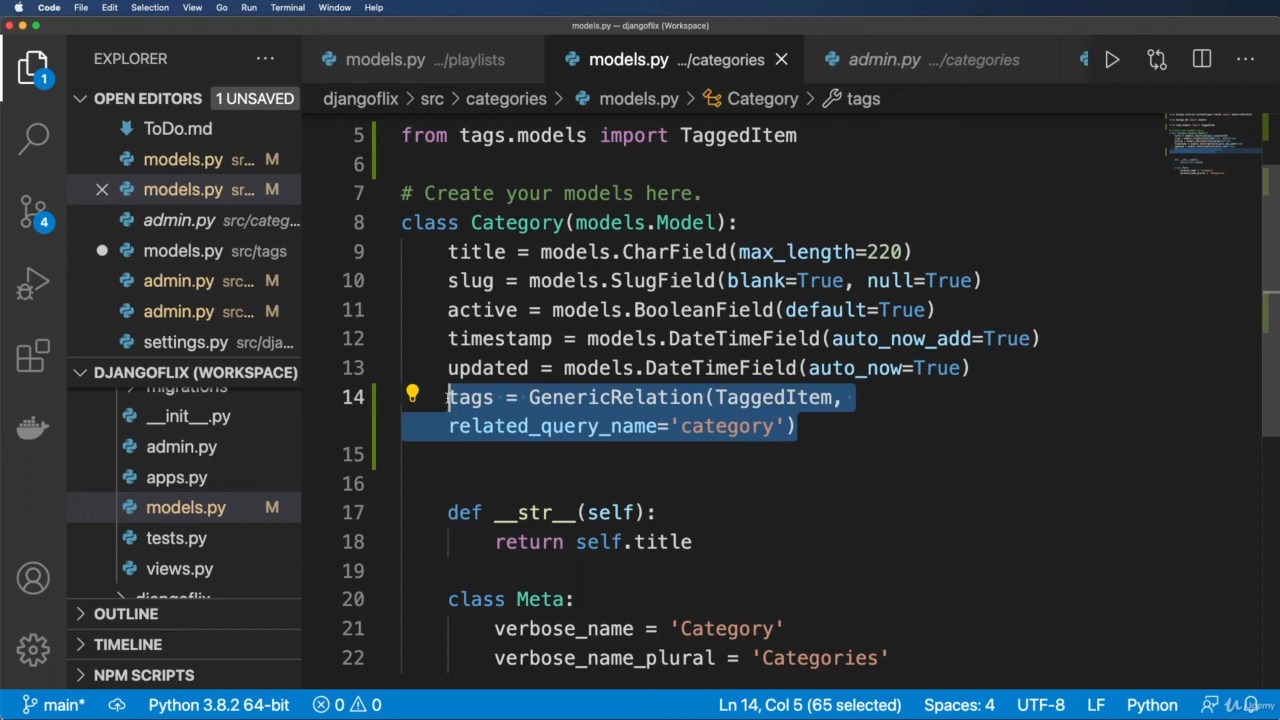 Code File Edit Selection View Go Run Terminal Window Help
models.py — djangoflix (Workspace)
EXPLORER
models.py .../playlists
models.py .../categories
admin.py .../categories
OPEN EDITORS 1 UNSAVED
djangoflix > src > categories > models.py > Category > tags
ToDo.md
models.py sr... M
models.py sr... M
admin.py src/categ...
models.py src/tags
admin.py src... M
admin.py src... M
settings.py src/dja...
DJANGOFLIX (WORKSPACE)
migrations
__init__.py
admin.py
apps.py
models.py M
tests.py
views.py
djangoflix
OUTLINE
TIMELINE
NPM SCRIPTS
1
4
5 from tags.models import TaggedItem
6
7 # Create your models here.
8 class Category(models.Model):
9 title = models.CharField(max_length=220)
10 slug = models.SlugField(blank=True, null=True)
11 active = models.BooleanField(default=True)
12 timestamp = models.DateTimeField(auto_now_add=True)
13 updated = models.DateTimeField(auto_now=True)
14 tags = GenericRelation(TaggedItem,
related_query_name='category')
15
16
17 def __str__(self):
18 return self.title
19
20 class Meta:
21 verbose_name = 'Category'
22 verbose_name_plural = 'Categories'
main* Python 3.8.2 64-bit 0 0 Ln 14, Col 5 (65 selected) Spaces: 4 UTF-8 LF Python
Udemy